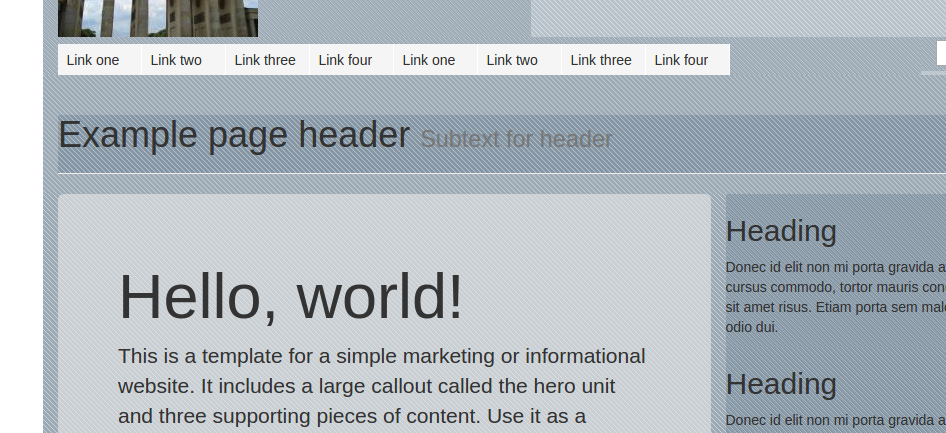 Link one Link two Link three Link four Link one Link two Link three Link four
Example page header Subtext for header
Hello, world!
This is a template for a simple marketing or informational
website. It includes a large callout called the hero unit
and three supporting pieces of content. Use it as a
Heading
Donec id elit non mi porta gravida a
cursus commodo, tortor mauris con
sit amet risus. Etiam porta sem male
odio dui.
Heading
Donec id elit non mi porta gravida a